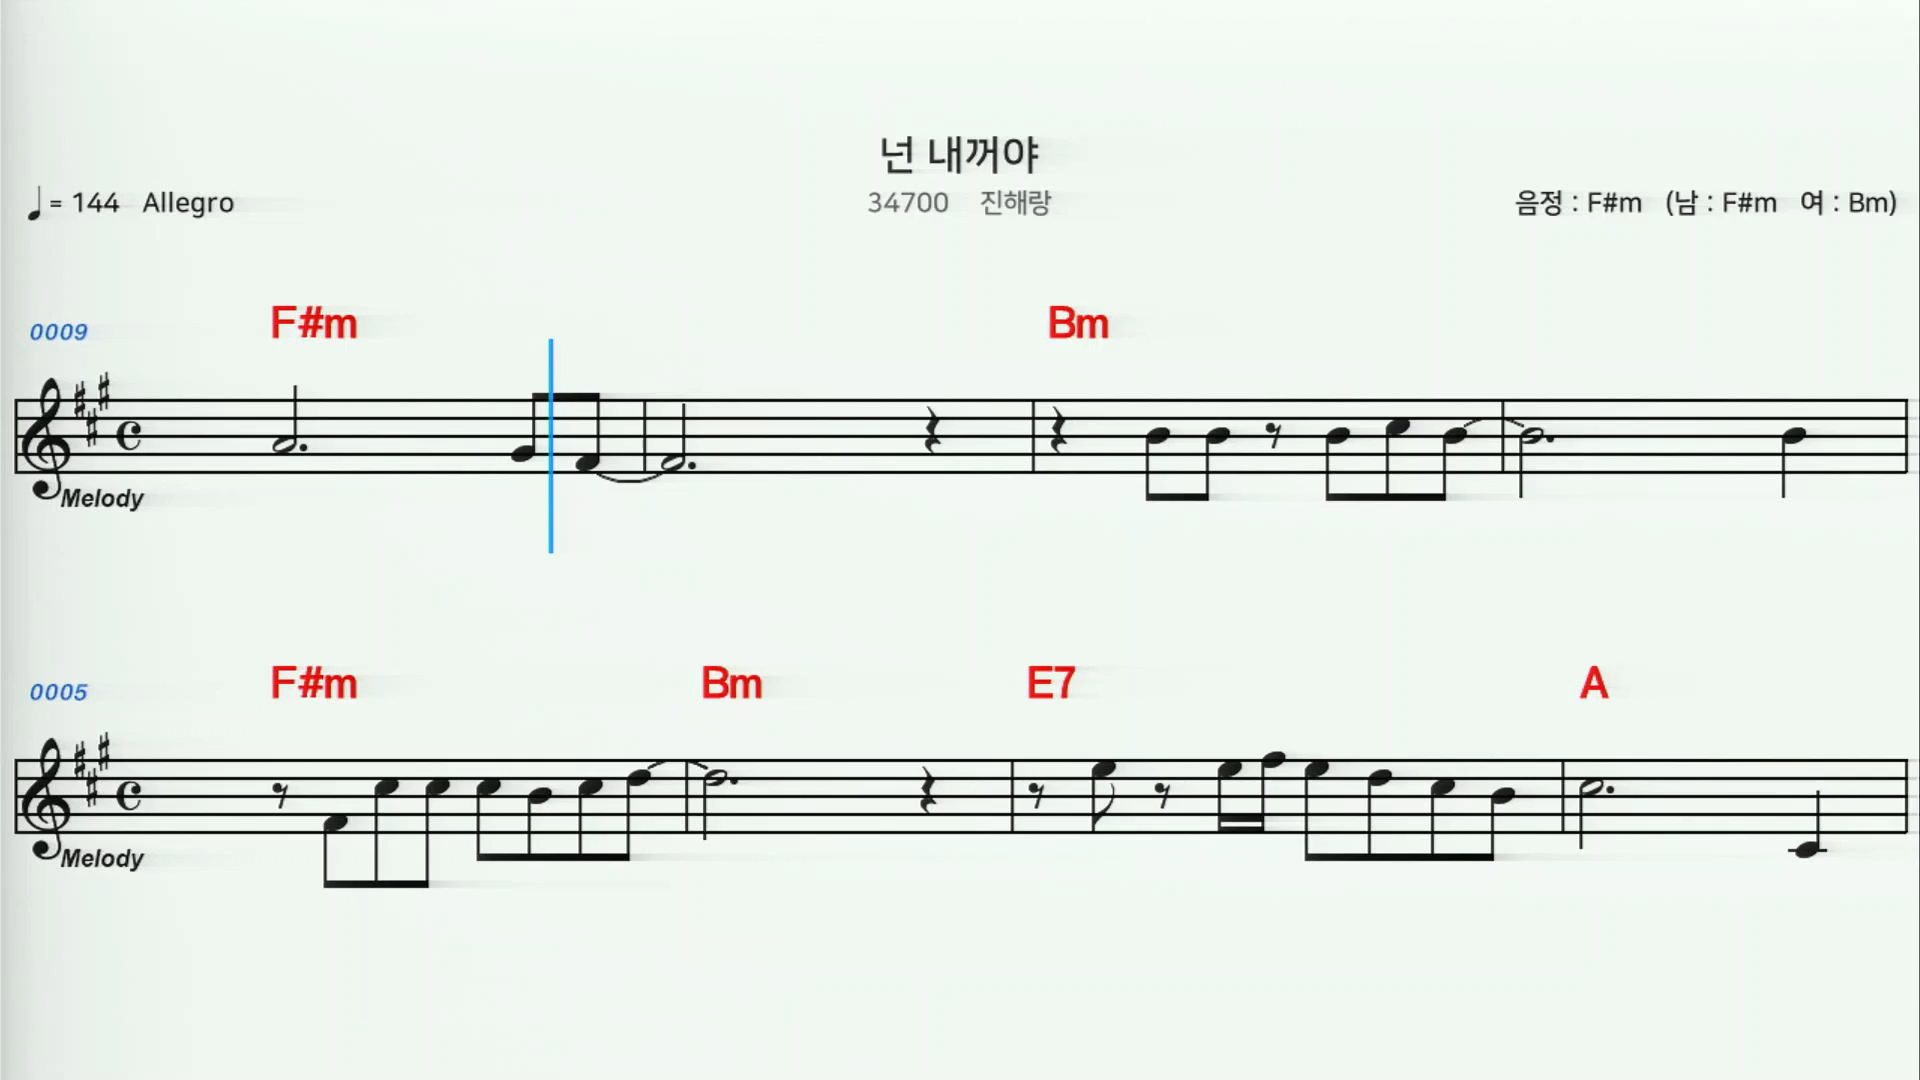 넌 내꺼야
♩= 144 Allegro
34700 진해랑
음정 : F#m (남 : F#m 여 : Bm)
0009
F#m Bm
Melody
0005
F#m Bm E7 A
Melody